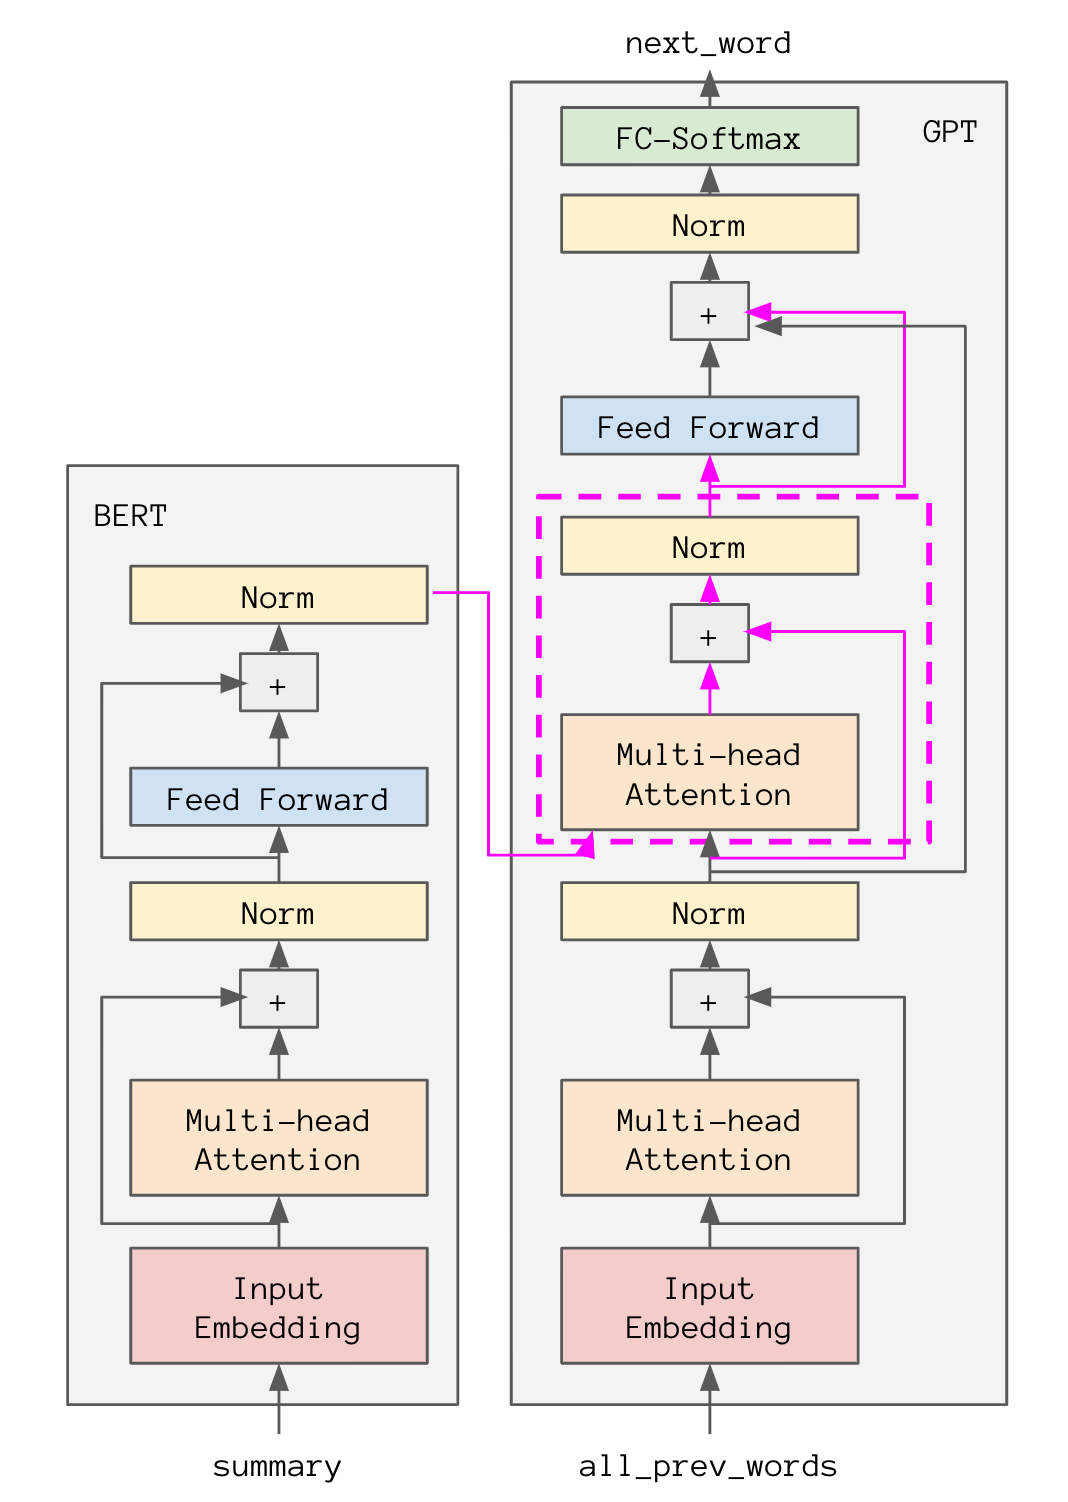 next_word
GPT
FC-Softmax
Norm
+
Feed Forward
Norm
+
Multi-head
Attention
Norm
+
Multi-head
Attention
Input
Embedding
all_prev_words
BERT
Norm
+
Feed Forward
Norm
+
Multi-head
Attention
Input
Embedding
summary